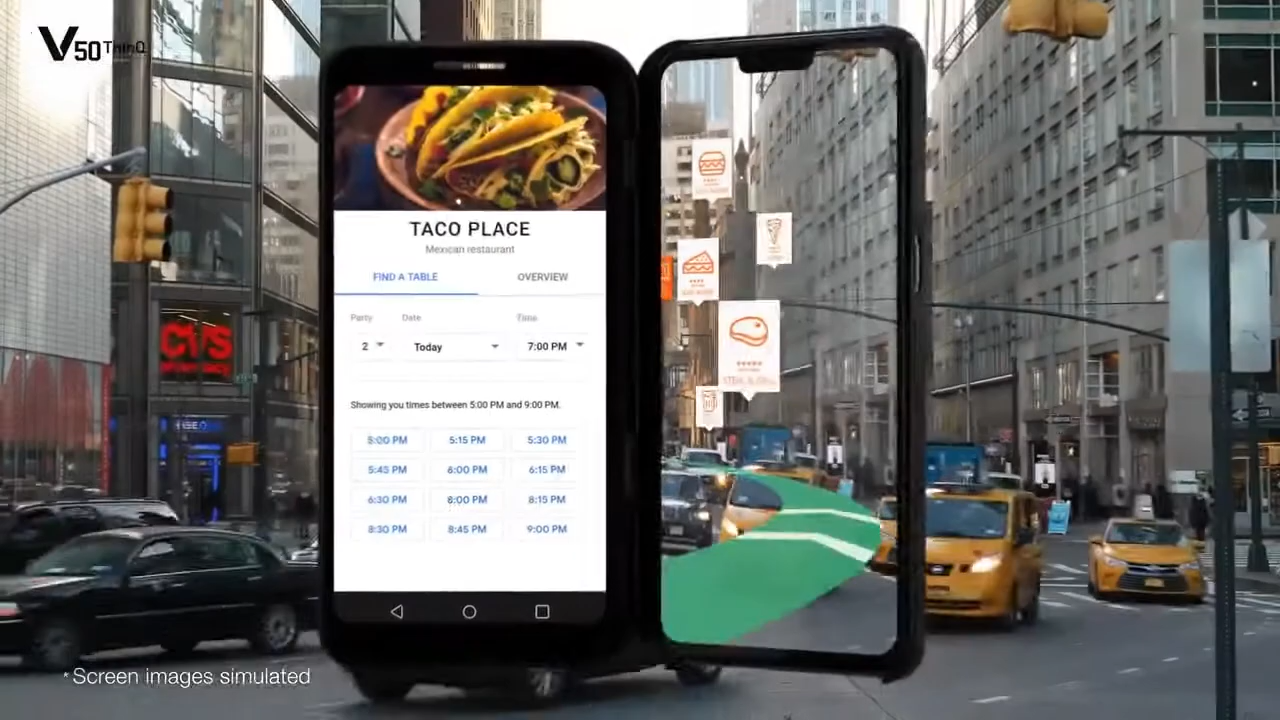 V50 ThinQ
TACO PLACE
Mexican restaurant
FIND A TABLE
OVERVIEW
Party
Date
Time
2
Today
7:00 PM
Showing you times between 5:00 PM and 9:00 PM.
5:00 PM
5:15 PM
5:30 PM
5:45 PM
6:00 PM
6:15 PM
6:30 PM
8:00 PM
8:15 PM
8:30 PM
8:45 PM
9:00 PM
CVS
pharmacy
*Screen images simulated